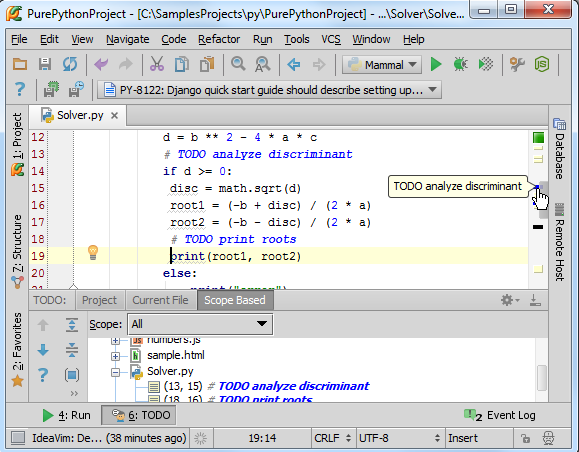 PurePythonProject - [C:\SamplesProjects\py\PurePythonProject] - ...\Solver\Solve...
File Edit View Navigate Code Refactor Run Tools VCS Window Help
Mammal
PY-8122: Django quick start guide should describe setting up...
1: Project
Z: Structure
2: Favorites
Solver.py
12 d = b ** 2 - 4 * a * c
13 # TODO analyze discriminant
14 if d >= 0:
15 disc = math.sqrt(d)
16 root1 = (-b + disc) / (2 * a)
17 root2 = (-b - disc) / (2 * a)
18 # TODO print roots
19 print(root1, root2)
20 else:
21 print("error")
TODO analyze discriminant
Database
Remote Host
TODO: Project Current File Scope Based
Scope: All
numbers.js
sample.html
Solver.py
(13, 15) # TODO analyze discriminant
(18, 16) # TODO print roots
4: Run 6: TODO 2 Event Log
IdeaVim: De... (38 minutes ago) 19:14 CRLF UTF-8 Insert